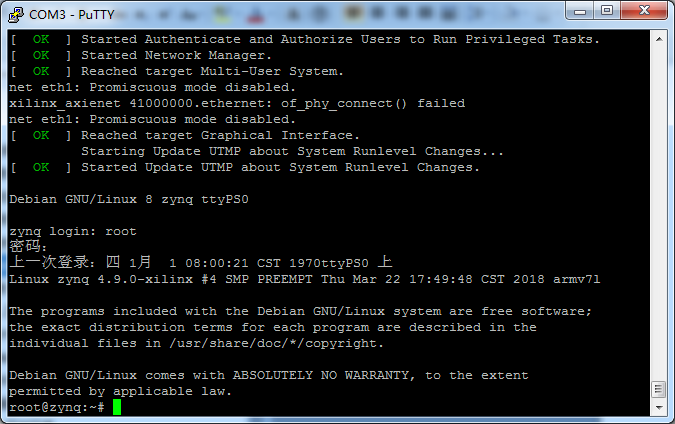 COM3 - PuTTY
[  OK  ] Started Authenticate and Authorize Users to Run Privileged Tasks.
[  OK  ] Started Network Manager.
[  OK  ] Reached target Multi-User System.
net eth1: Promiscuous mode disabled.
xilinx_axienet 41000000.ethernet: of_phy_connect() failed
net eth1: Promiscuous mode disabled.
[  OK  ] Reached target Graphical Interface.
         Starting Update UTMP about System Runlevel Changes...
[  OK  ] Started Update UTMP about System Runlevel Changes.
Debian GNU/Linux 8 zynq ttyPS0
zynq login: root
密码：
上一次登录：四 1月  1 08:00:21 CST 1970ttyPS0 上
Linux zynq 4.9.0-xilinx #4 SMP PREEMPT Thu Mar 22 17:49:48 CST 2018 armv7l
The programs included with the Debian GNU/Linux system are free software;
the exact distribution terms for each program are described in the
individual files in /usr/share/doc/*/copyright.
Debian GNU/Linux comes with ABSOLUTELY NO WARRANTY, to the extent
permitted by applicable law.
root@zynq:~#